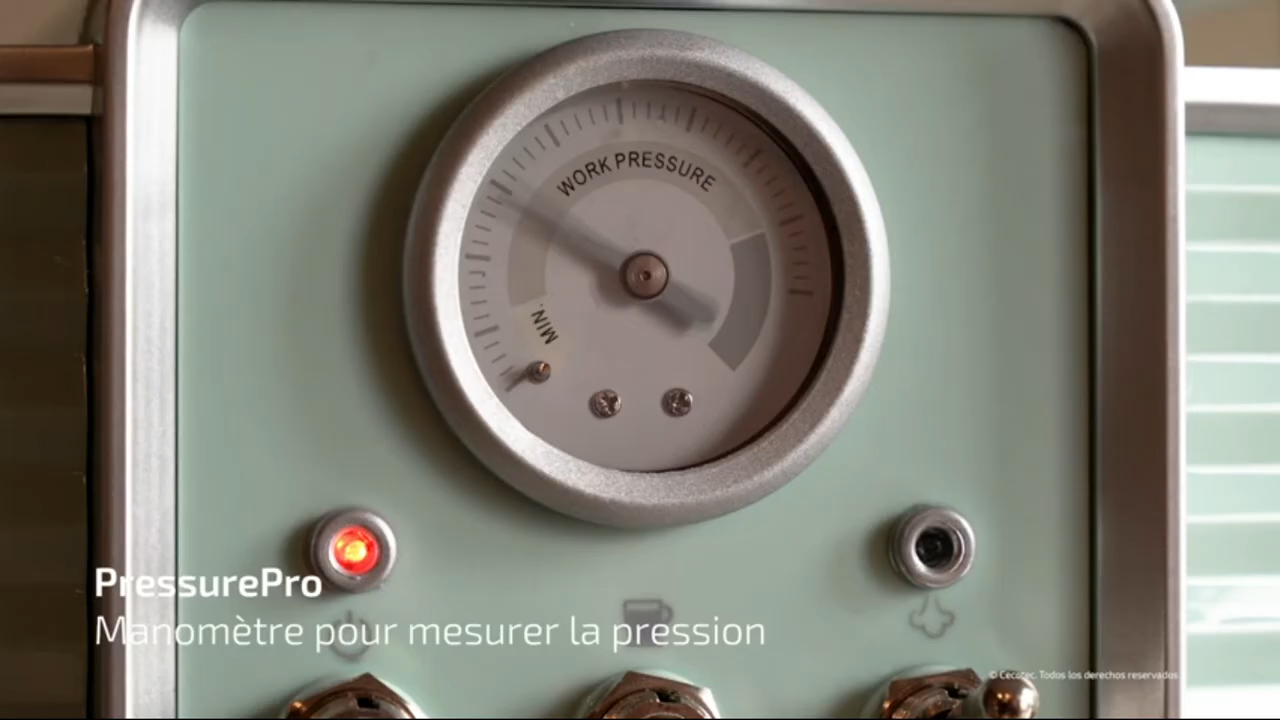 WORK PRESSURE
MIN.
PressurePro
Manomètre pour mesurer la pression
© Cecotec. Todos los derechos reservados